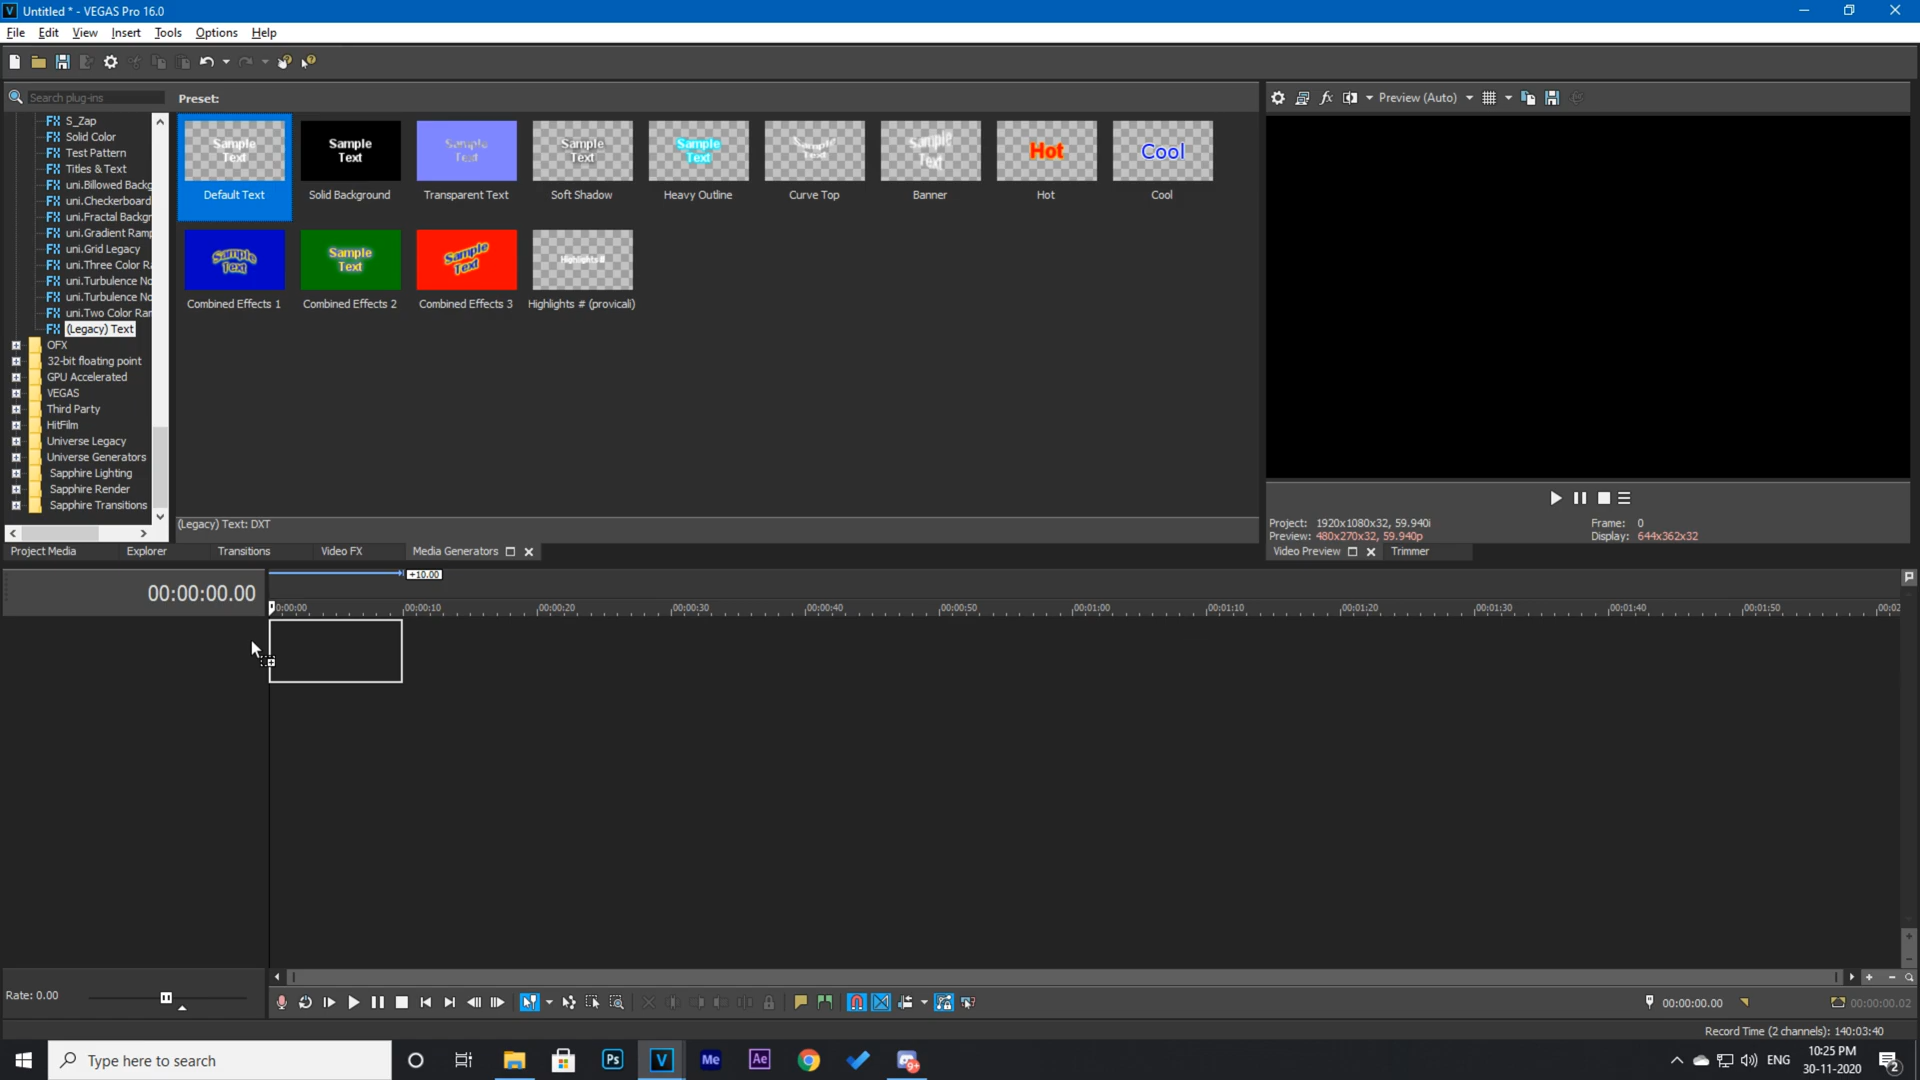 Untitled * - VEGAS Pro 16.0
File Edit View Insert Tools Options Help
Search plug-ins
Preset:
Preview (Auto)
S_Zap
Solid Color
Test Pattern
Titles & Text
uni.Billowed Backg
uni.Checkerboard
uni.Fractal Backgr
uni.Gradient Ramp
uni.Grid Legacy
uni.Three Color Ra
uni.Turbulence No
uni.Turbulence No
uni.Two Color Ran
(Legacy) Text
OFX
32-bit floating point
GPU Accelerated
VEGAS
Third Party
HitFilm
Universe Legacy
Universe Generators
Sapphire Lighting
Sapphire Render
Sapphire Transitions
Sample Text
Sample Text
Sample Text
Sample Text
Sample Text
Sample Text
Sample Text
Hot
Cool
Default Text
Solid Background
Transparent Text
Soft Shadow
Heavy Outline
Curve Top
Banner
Hot
Cool
Sample Text
Sample Text
Sample Text
Highlights #
Combined Effects 1
Combined Effects 2
Combined Effects 3
Highlights # (provicali)
(Legacy) Text: DXT
Project: 1920x1080x32, 59.940i
Preview: 480x270x32, 59.940p
Frame: 0
Display: 644x362x32
Project Media
Explorer
Transitions
Video FX
Media Generators
Video Preview
Trimmer
+10.00
00:00:00.00
0:00:00 00:00:10 00:00:20 00:00:30 00:00:40 00:00:50 00:01:00 00:01:10 00:01:20 00:01:30 00:01:40 00:01:50 00:02
Rate: 0.00
00:00:00.00
00:00:00.02
Record Time (2 channels): 140:03:40
Type here to search
Ps
V
Me
Ae
9+
ENG
10:25 PM
30-11-2020
2